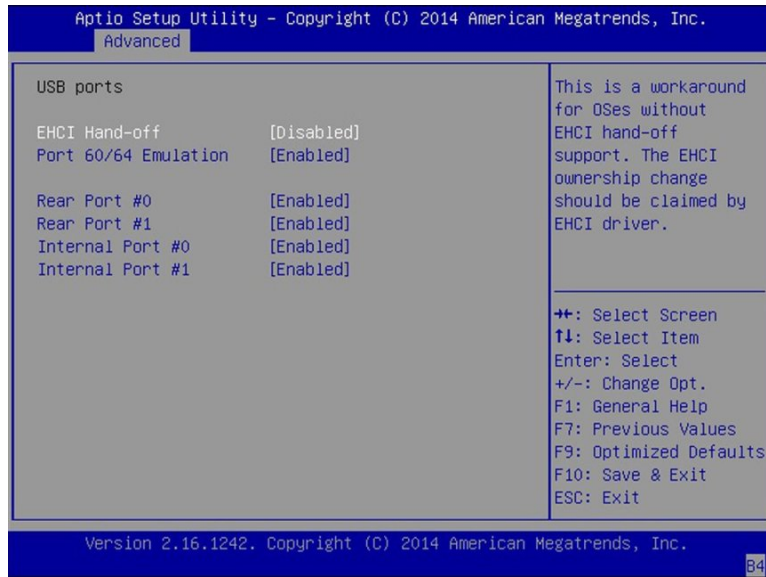 Aptio Setup Utility – Copyright (C) 2014 American Megatrends, Inc.
Advanced
USB ports
EHCI Hand-off [Disabled]
Port 60/64 Emulation [Enabled]
Rear Port #0 [Enabled]
Rear Port #1 [Enabled]
Internal Port #0 [Enabled]
Internal Port #1 [Enabled]
This is a workaround
for OSes without
EHCI hand-off
support. The EHCI
ownership change
should be claimed by
EHCI driver.
→←: Select Screen
↑↓: Select Item
Enter: Select
+/-: Change Opt.
F1: General Help
F7: Previous Values
F9: Optimized Defaults
F10: Save & Exit
ESC: Exit
Version 2.16.1242. Copyright (C) 2014 American Megatrends, Inc.
B4